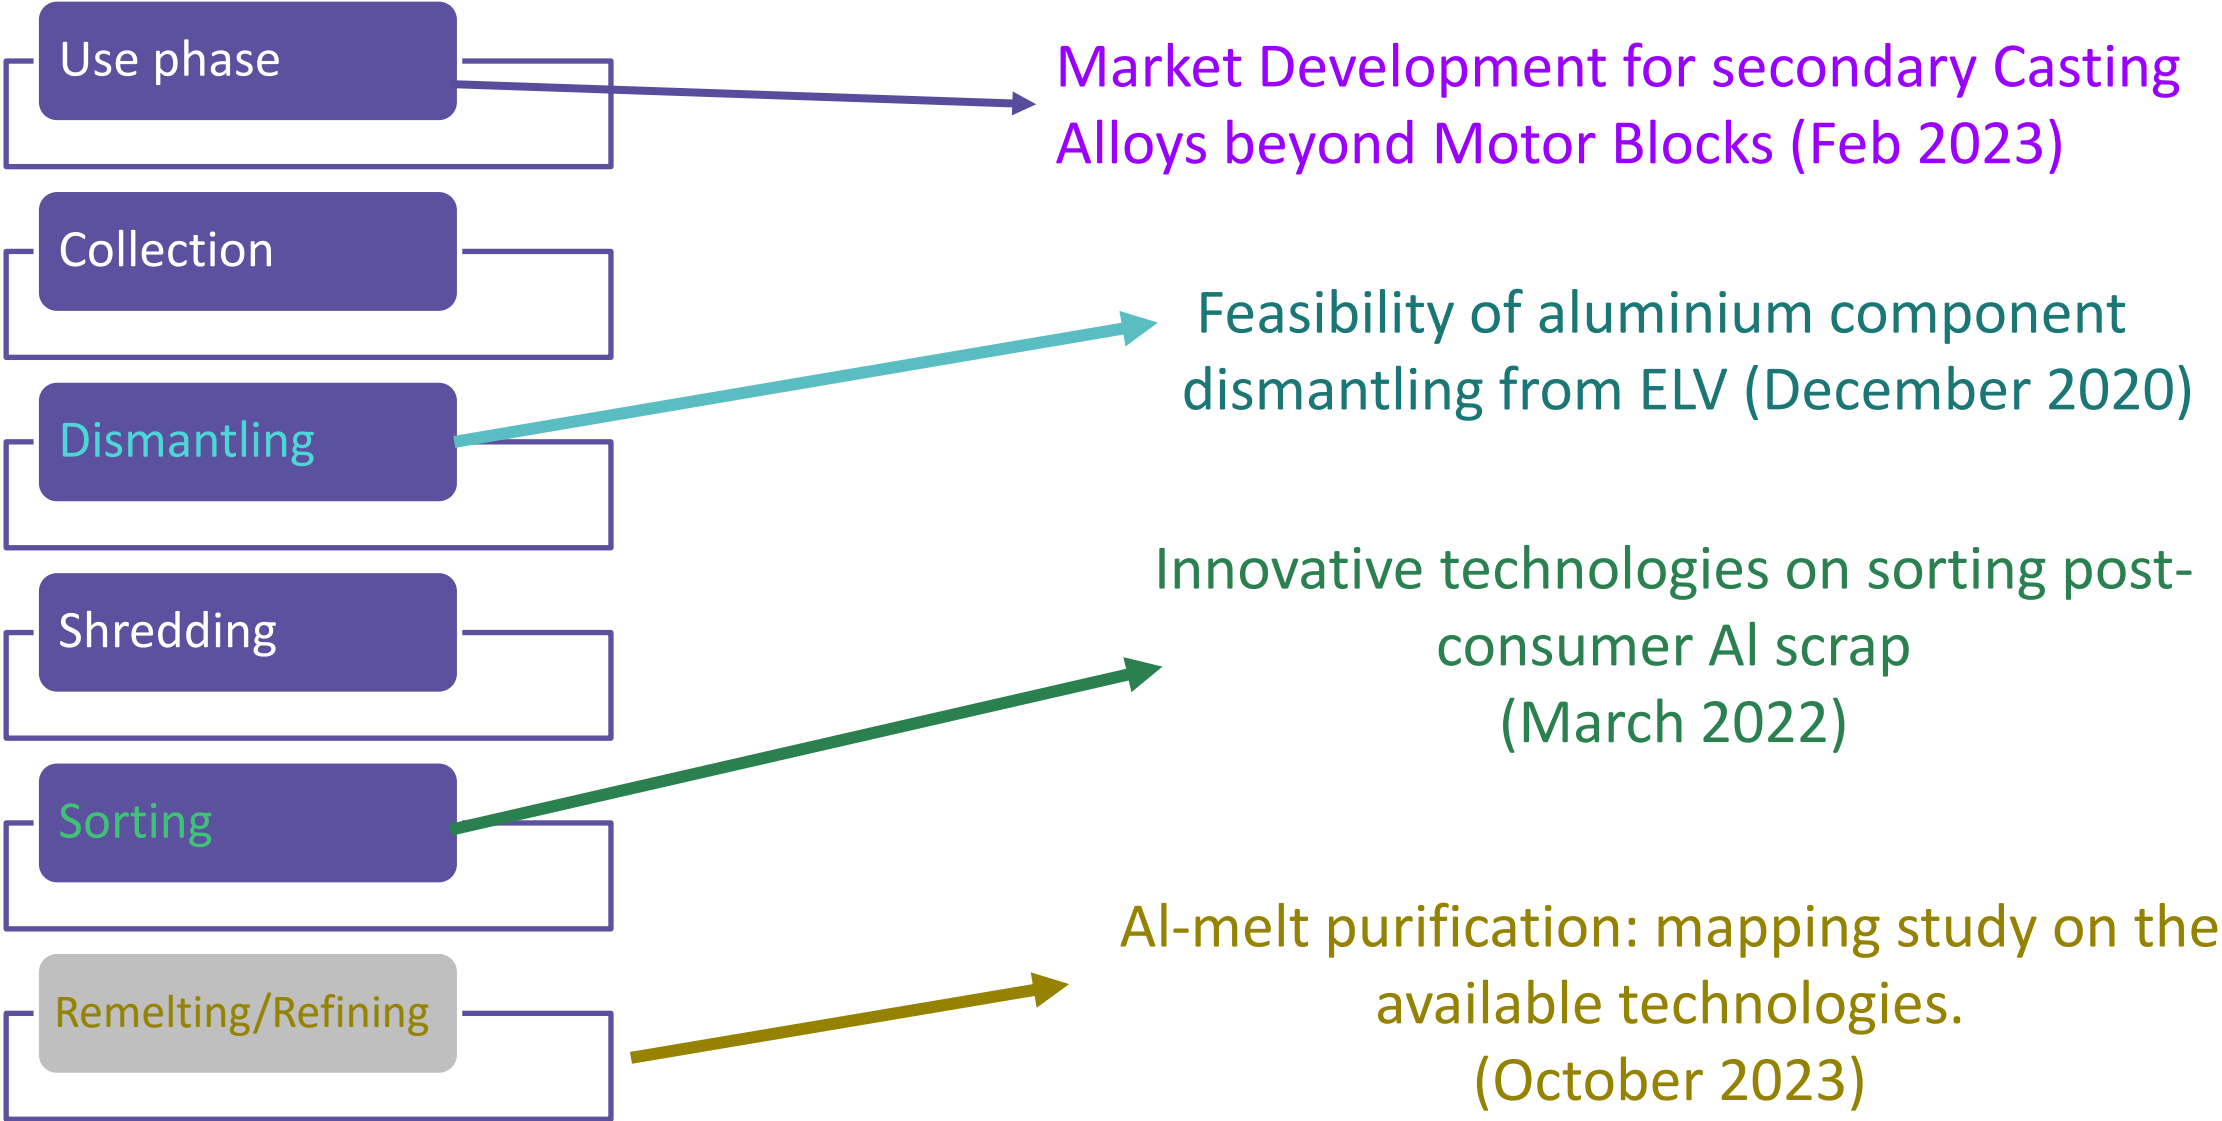 Use phase
Market Development for secondary Casting
Alloys beyond Motor Blocks (Feb 2023)
Collection
Feasibility of aluminium component
dismantling from ELV (December 2020)
Dismantling
Shredding
Innovative technologies on sorting post-
consumer Al scrap
(March 2022)
Sorting
Remelting/Refining
Al-melt purification: mapping study on the
available technologies.
(October 2023)